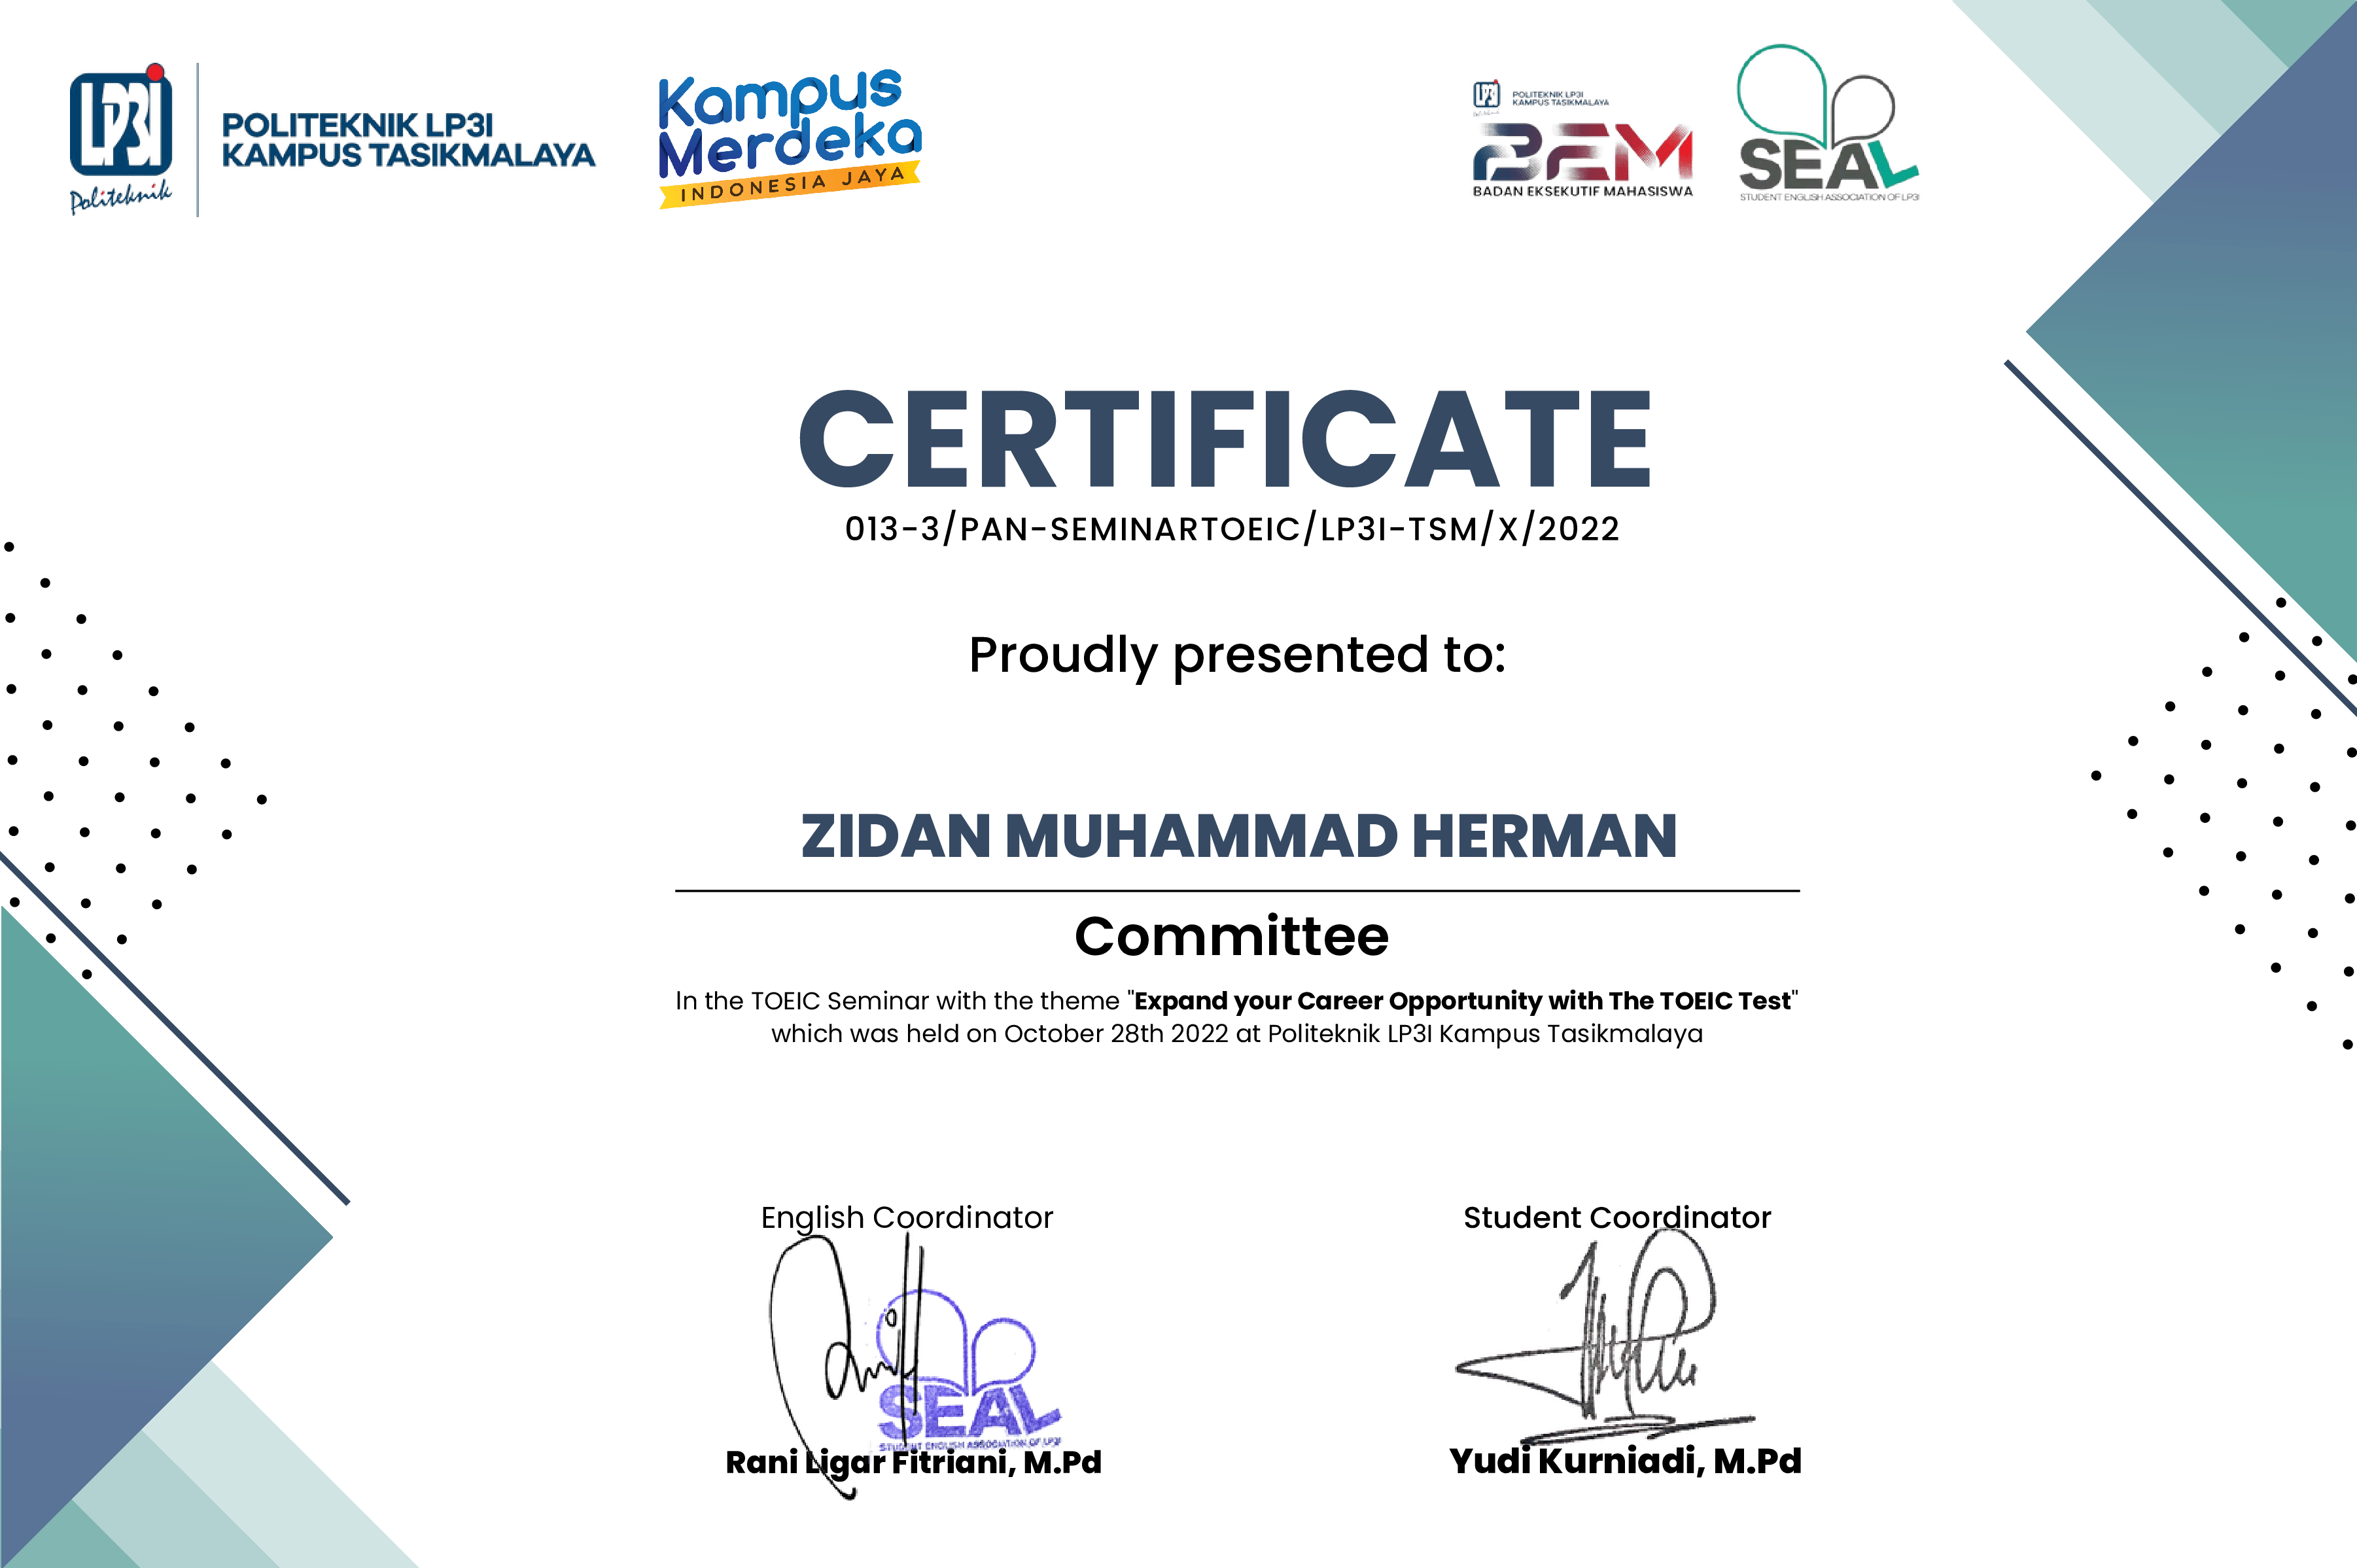 LP3I
Politeknik
POLITEKNIK LP3I
KAMPUS TASIKMALAYA
Kampus
Merdeka
INDONESIA JAYA
LP3I
POLITEKNIK LP3I
KAMPUS TASIKMALAYA
BEM
BADAN EKSEKUTIF MAHASISWA
SEAL
STUDENT ENGLISH ASSOCIATION OF LP3I
CERTIFICATE
013-3/PAN-SEMINARTOEIC/LP3I-TSM/X/2022
Proudly presented to:
ZIDAN MUHAMMAD HERMAN
Committee
In the TOEIC Seminar with the theme "Expand your Career Opportunity with The TOEIC Test"
which was held on October 28th 2022 at Politeknik LP3I Kampus Tasikmalaya
English Coordinator
Student Coordinator
SEAL
STUDENT ENGLISH ASSOCIATION OF LP3I
Rani Ligar Fitriani, M.Pd
Yudi Kurniadi, M.Pd